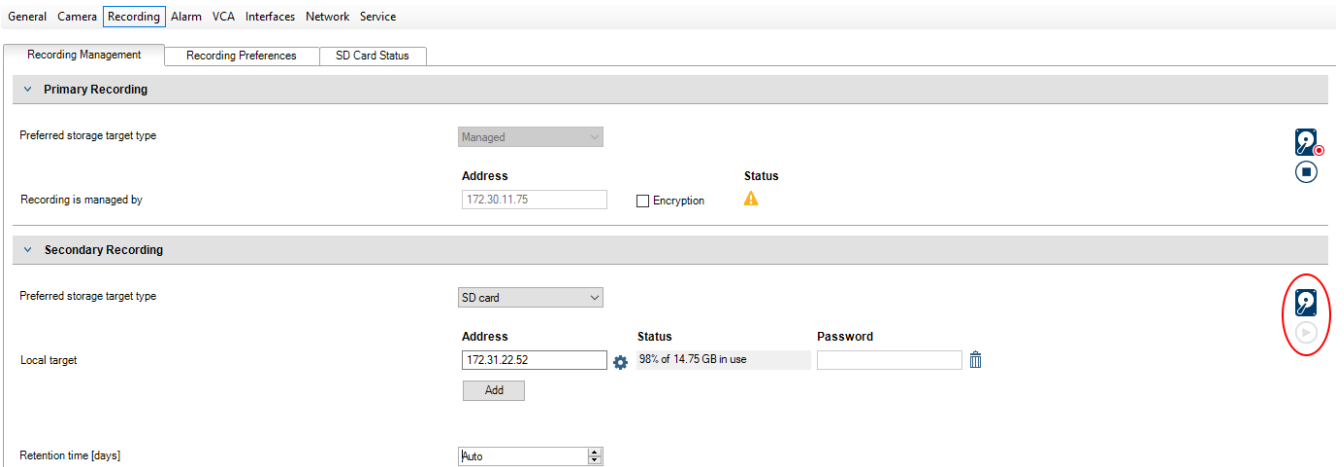 General Camera Recording Alarm VCA Interfaces Network Service
Recording Management Recording Preferences SD Card Status
Primary Recording
Preferred storage target type Managed
Address Status
Recording is managed by 172.30.11.75 Encryption
Secondary Recording
Preferred storage target type SD card
Address Status Password
Local target 172.31.22.52 98% of 14.75 GB in use
Add
Retention time [days] Auto